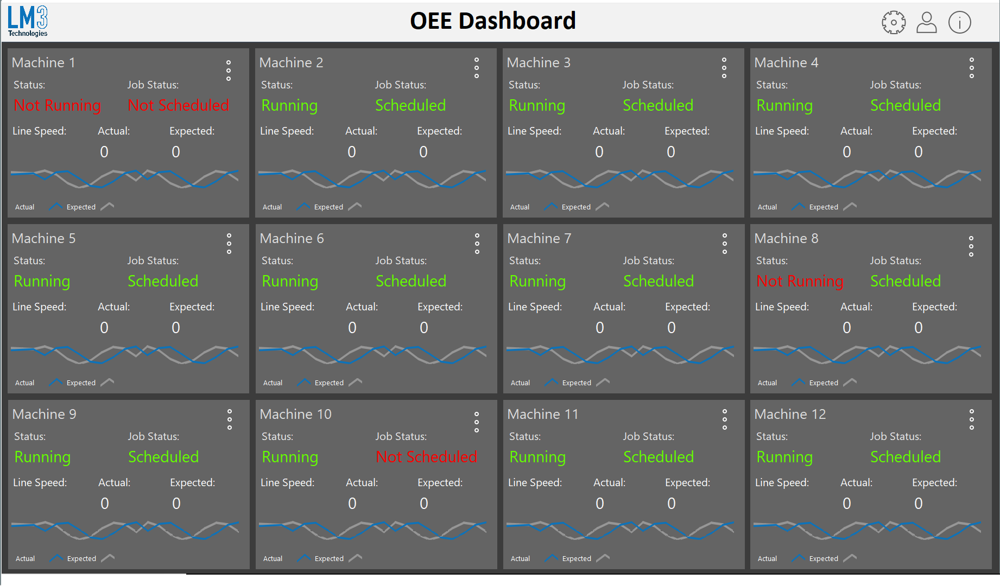 LM3
Technologies
OEE Dashboard
Machine 1
Status: Job Status:
Not Running Not Scheduled
Line Speed: Actual: Expected:
0 0
Actual Expected
Machine 2
Status: Job Status:
Running Scheduled
Line Speed: Actual: Expected:
0 0
Actual Expected
Machine 3
Status: Job Status:
Running Scheduled
Line Speed: Actual: Expected:
0 0
Actual Expected
Machine 4
Status: Job Status:
Running Scheduled
Line Speed: Actual: Expected:
0 0
Actual Expected
Machine 5
Status: Job Status:
Running Scheduled
Line Speed: Actual: Expected:
0 0
Actual Expected
Machine 6
Status: Job Status:
Running Scheduled
Line Speed: Actual: Expected:
0 0
Actual Expected
Machine 7
Status: Job Status:
Running Scheduled
Line Speed: Actual: Expected:
0 0
Actual Expected
Machine 8
Status: Job Status:
Not Running Scheduled
Line Speed: Actual: Expected:
0 0
Actual Expected
Machine 9
Status: Job Status:
Running Scheduled
Line Speed: Actual: Expected:
0 0
Actual Expected
Machine 10
Status: Job Status:
Running Not Scheduled
Line Speed: Actual: Expected:
0 0
Actual Expected
Machine 11
Status: Job Status:
Running Scheduled
Line Speed: Actual: Expected:
0 0
Actual Expected
Machine 12
Status: Job Status:
Running Scheduled
Line Speed: Actual: Expected:
0 0
Actual Expected